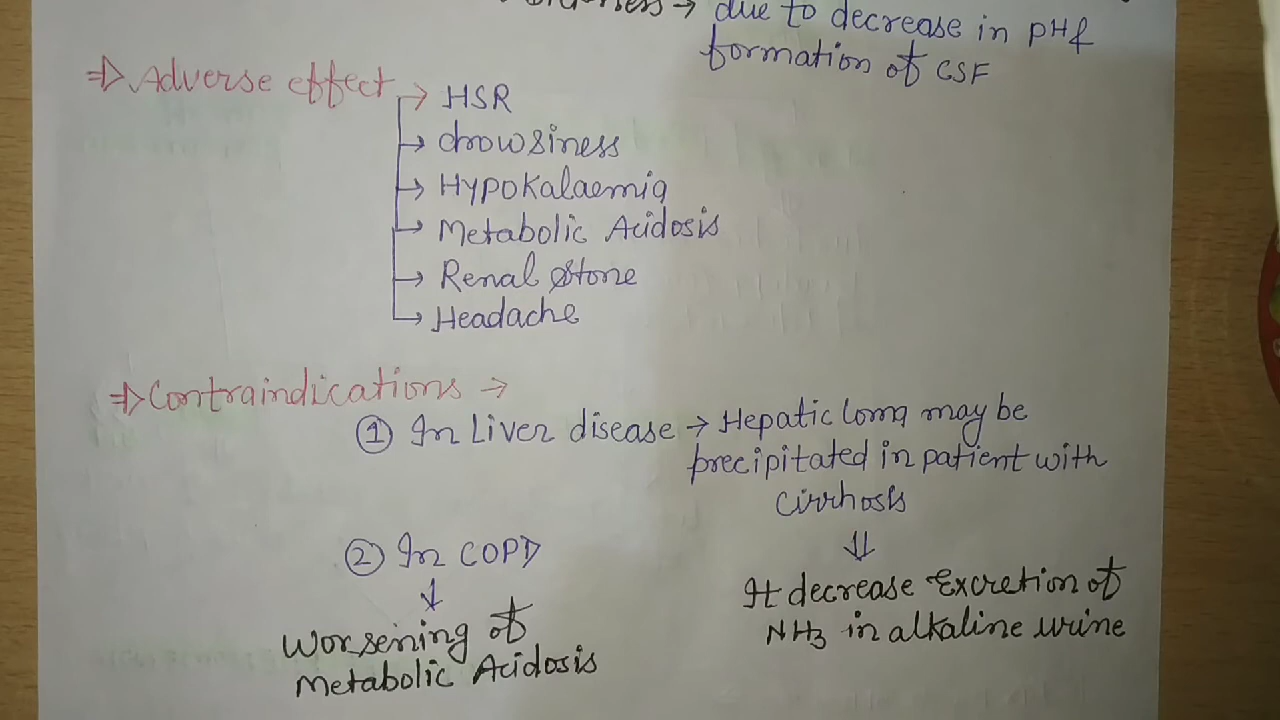 → due to decrease in pH &
formation of CSF
⇒ Adverse effect → HSR
→ drowsiness
→ Hypokalaemia
→ Metabolic Acidosis
→ Renal stone
→ Headache
⇒ Contraindications →
① In Liver disease → Hepatic Coma may be
precipitated in patient with
cirrhosis
⇓
It decrease Excretion of
NH3 in alkaline urine
② In COPD
↓
Worsening of
Metabolic Acidosis